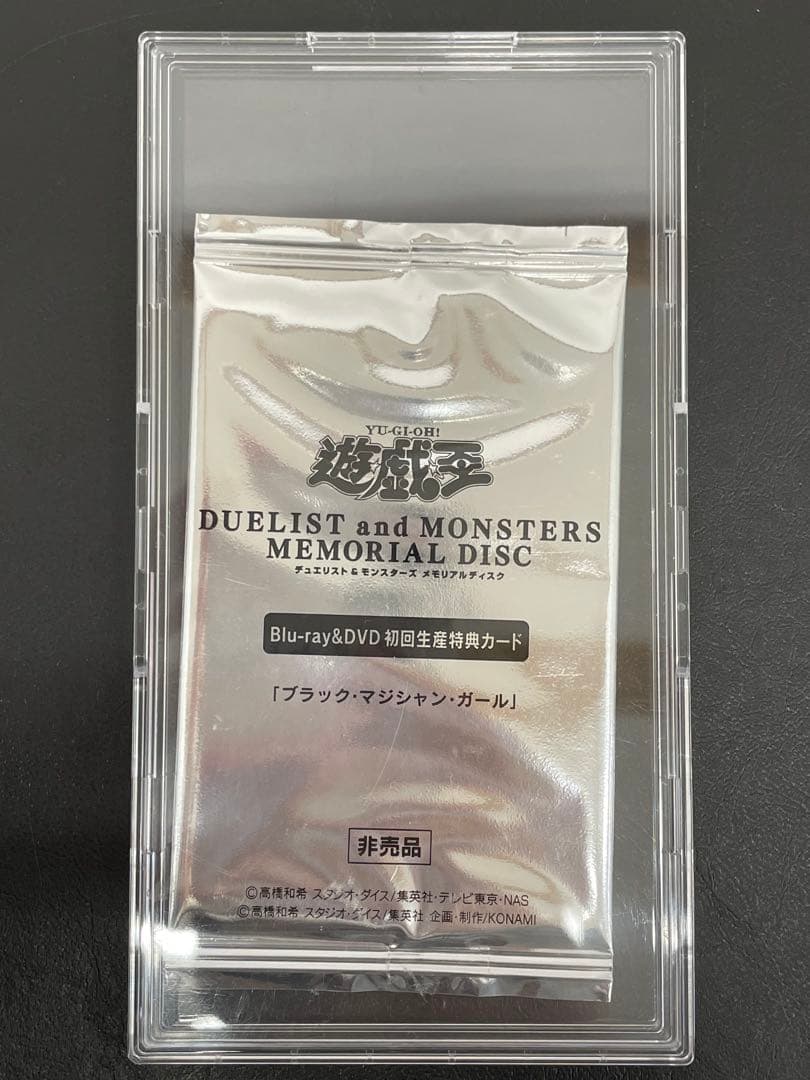 YU-GI-OH!
遊☆戯☆王
DUELIST and MONSTERS
MEMORIAL DISC
デュエリスト&モンスターズ メモリアルディスク
Blu-ray&DVD 初回生産特典カード
「ブラック・マジシャン・ガール」
非売品
©高橋和希 スタジオ・ダイス/集英社・テレビ東京・NAS
©高橋和希 スタジオ・ダイス/集英社 企画・制作/KONAMI